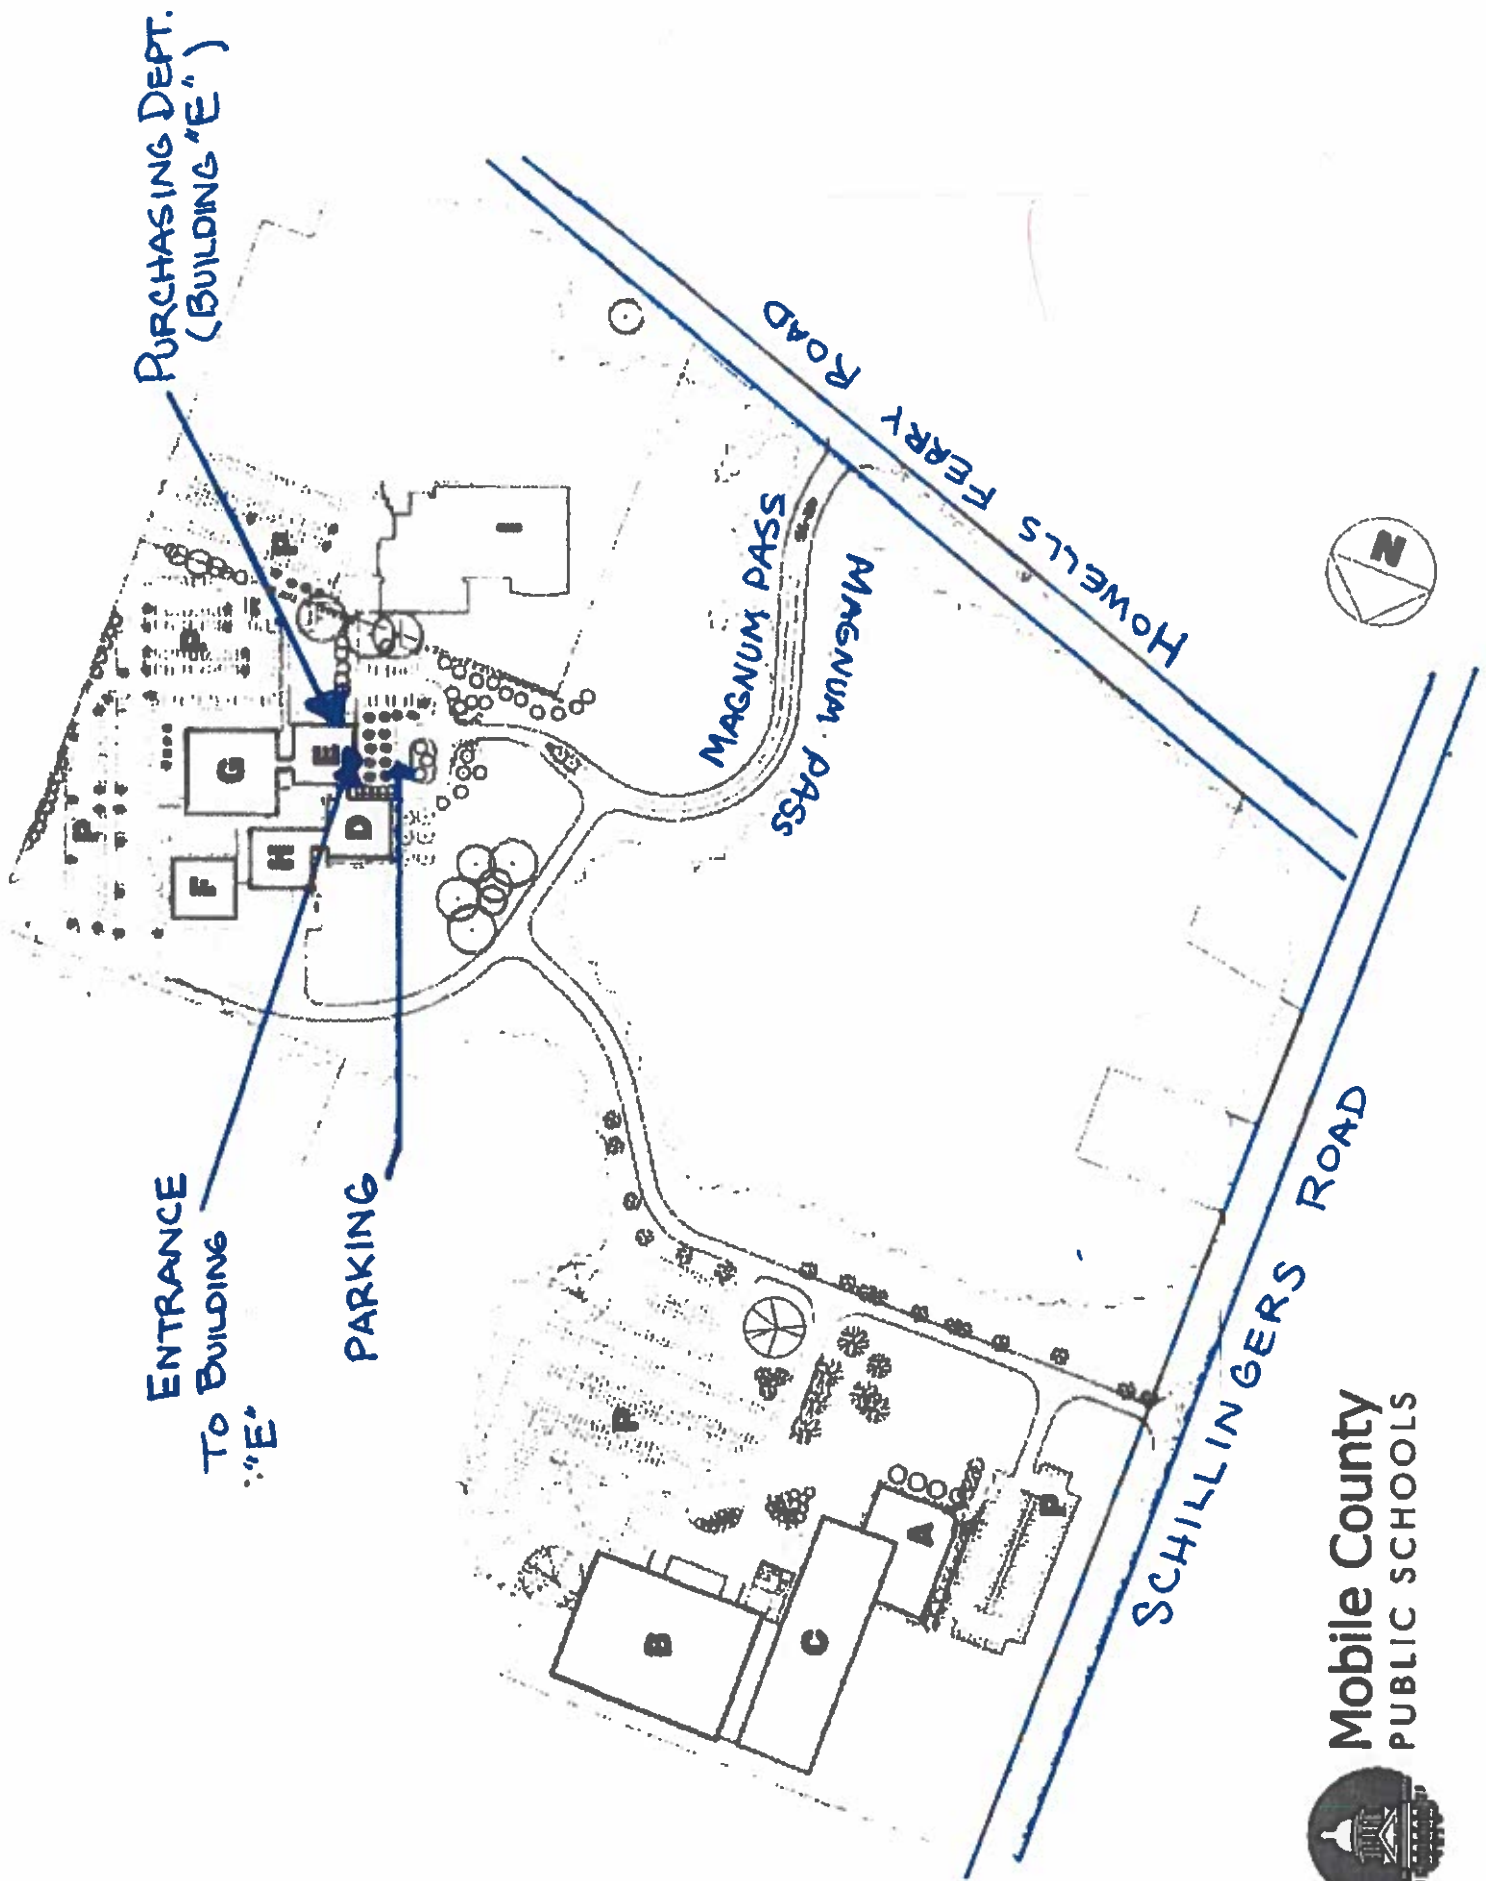 PURCHASING DEPT.
(BUILDING "E")
ENTRANCE
TO BUILDING
"E"
PARKING
P
P
P
F
H
G
E
D
I
MAGNUM PASS
MAGNUM PASS
HOWELLS FERRY ROAD
N
P
B
C
A
P
SCHILLINGERS ROAD
Mobile County
PUBLIC SCHOOLS